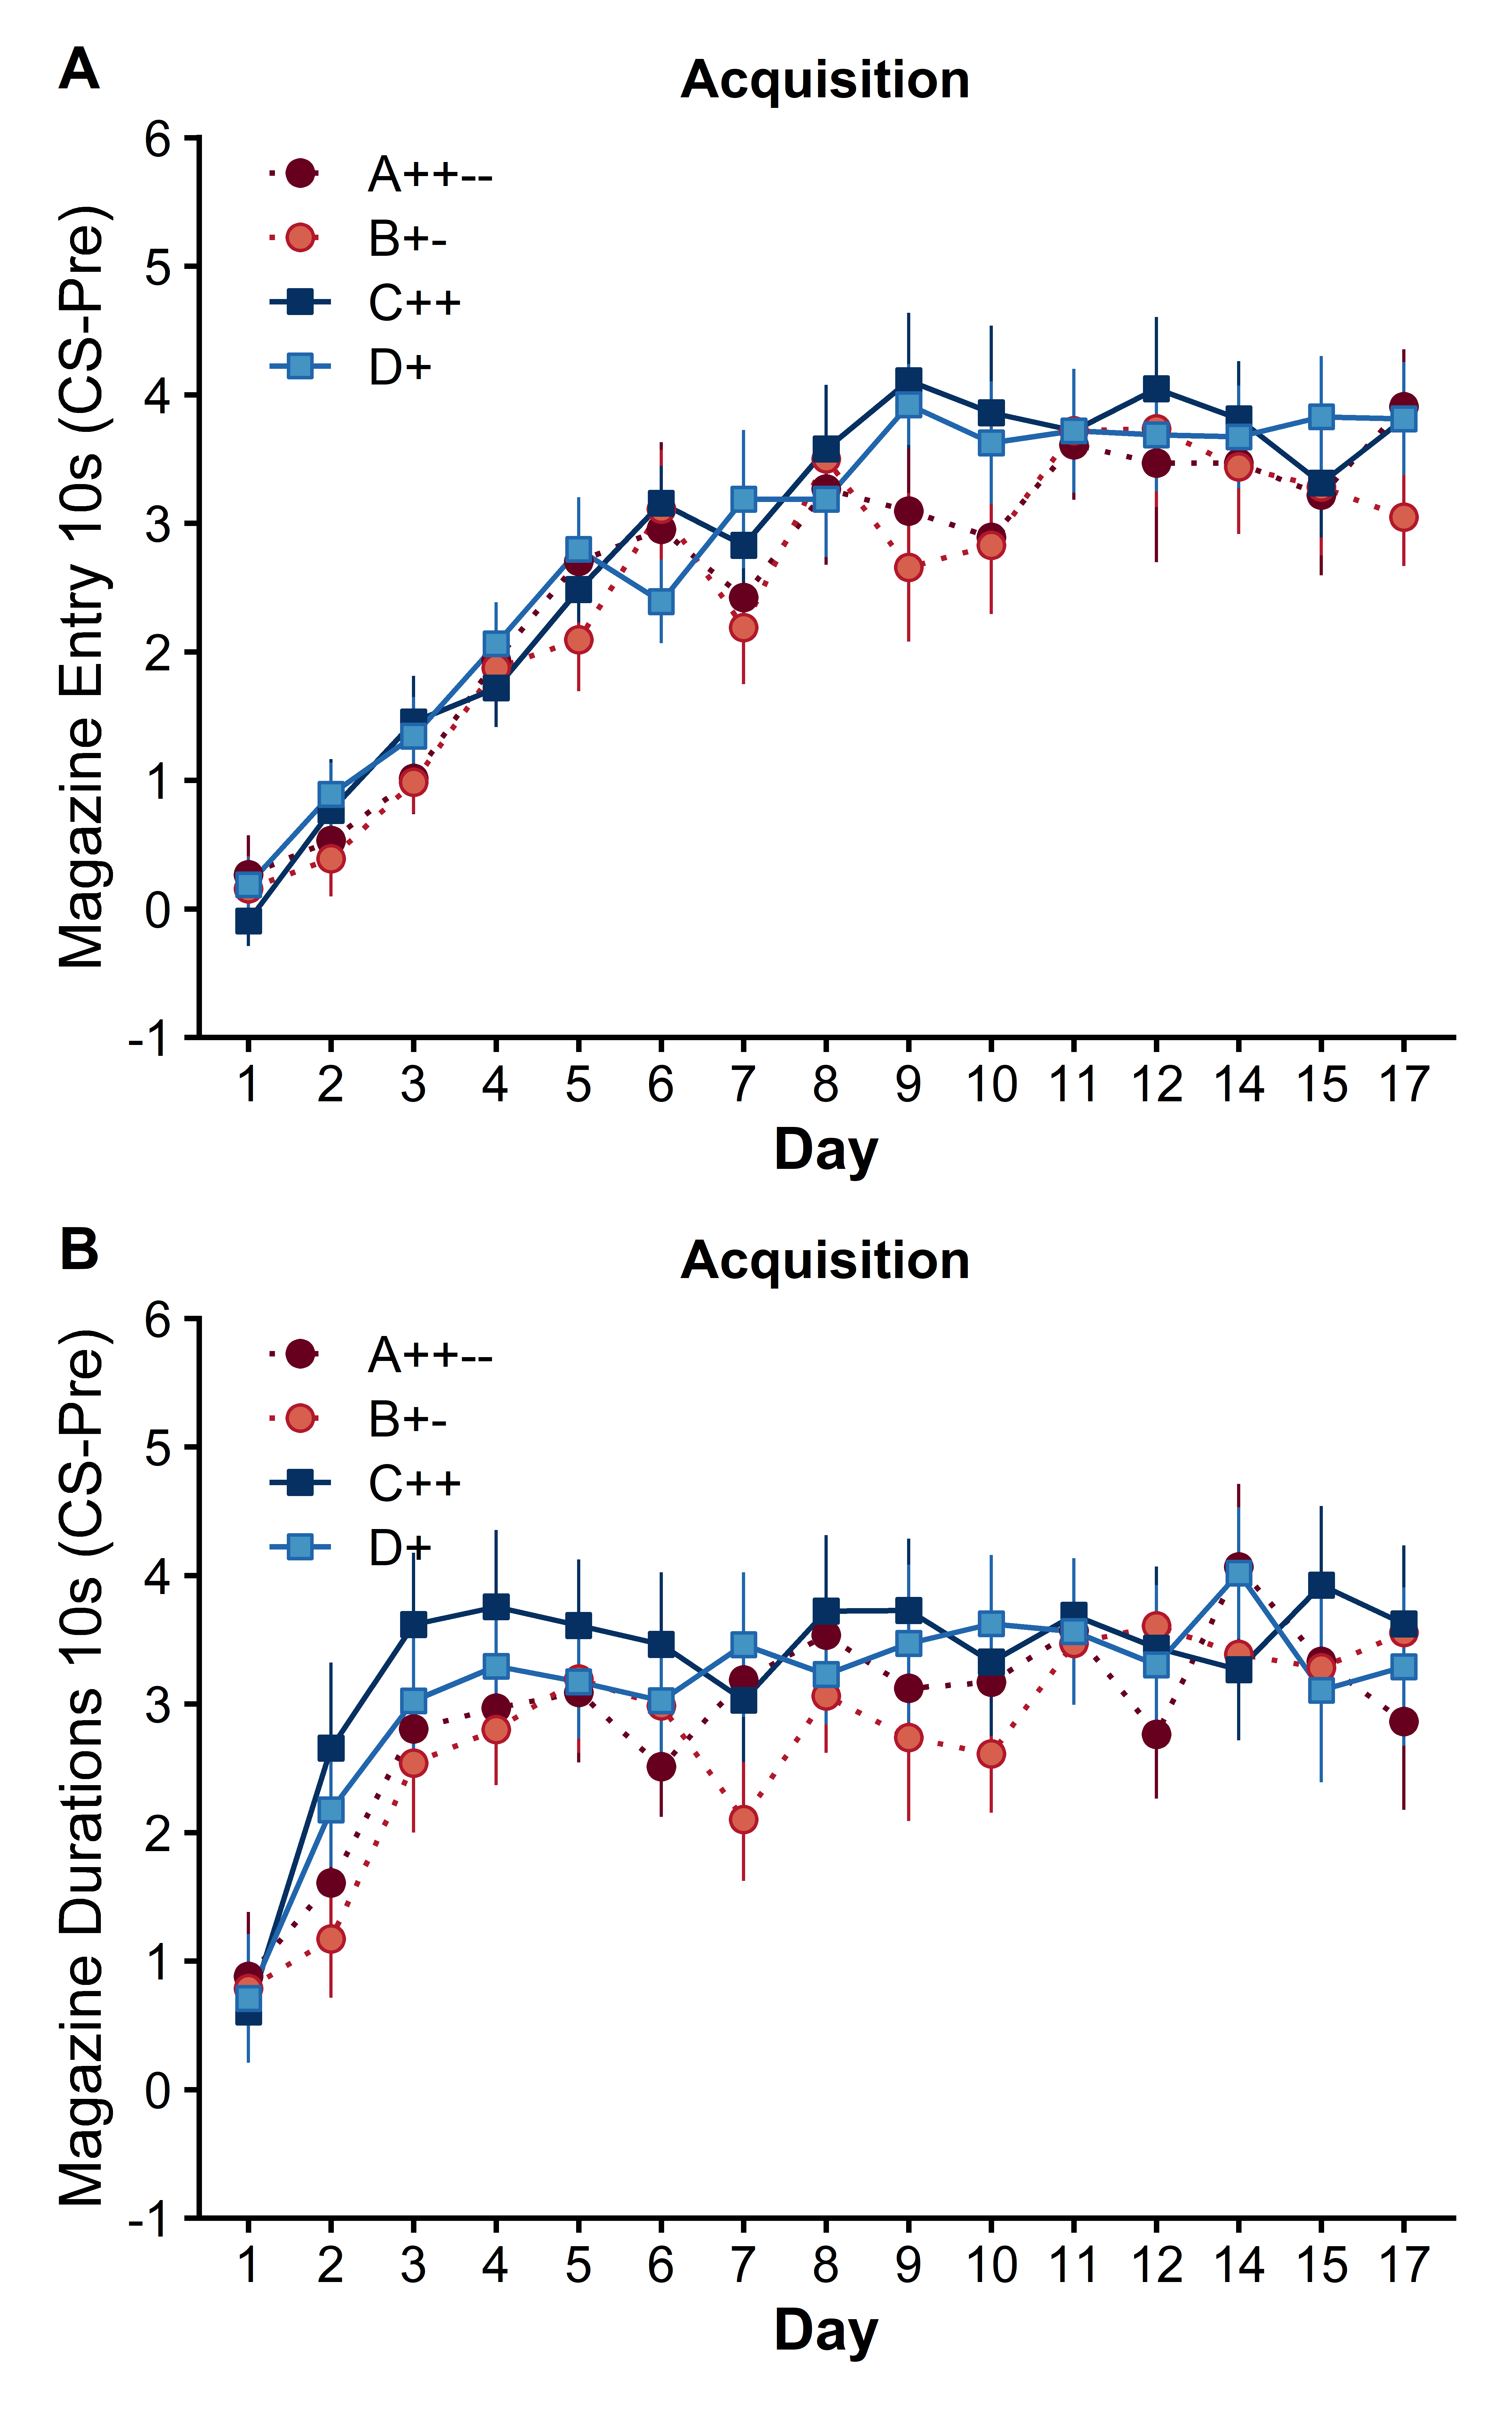 A
Acquisition
Magazine Entry 10s (CS-Pre)
6
5
4
3
2
1
0
-1
A++--
B+-
C++
D+
1 2 3 4 5 6 7 8 9 10 11 12 14 15 17
Day
B
Acquisition
Magazine Durations 10s (CS-Pre)
6
5
4
3
2
1
0
-1
A++--
B+-
C++
D+
1 2 3 4 5 6 7 8 9 10 11 12 14 15 17
Day